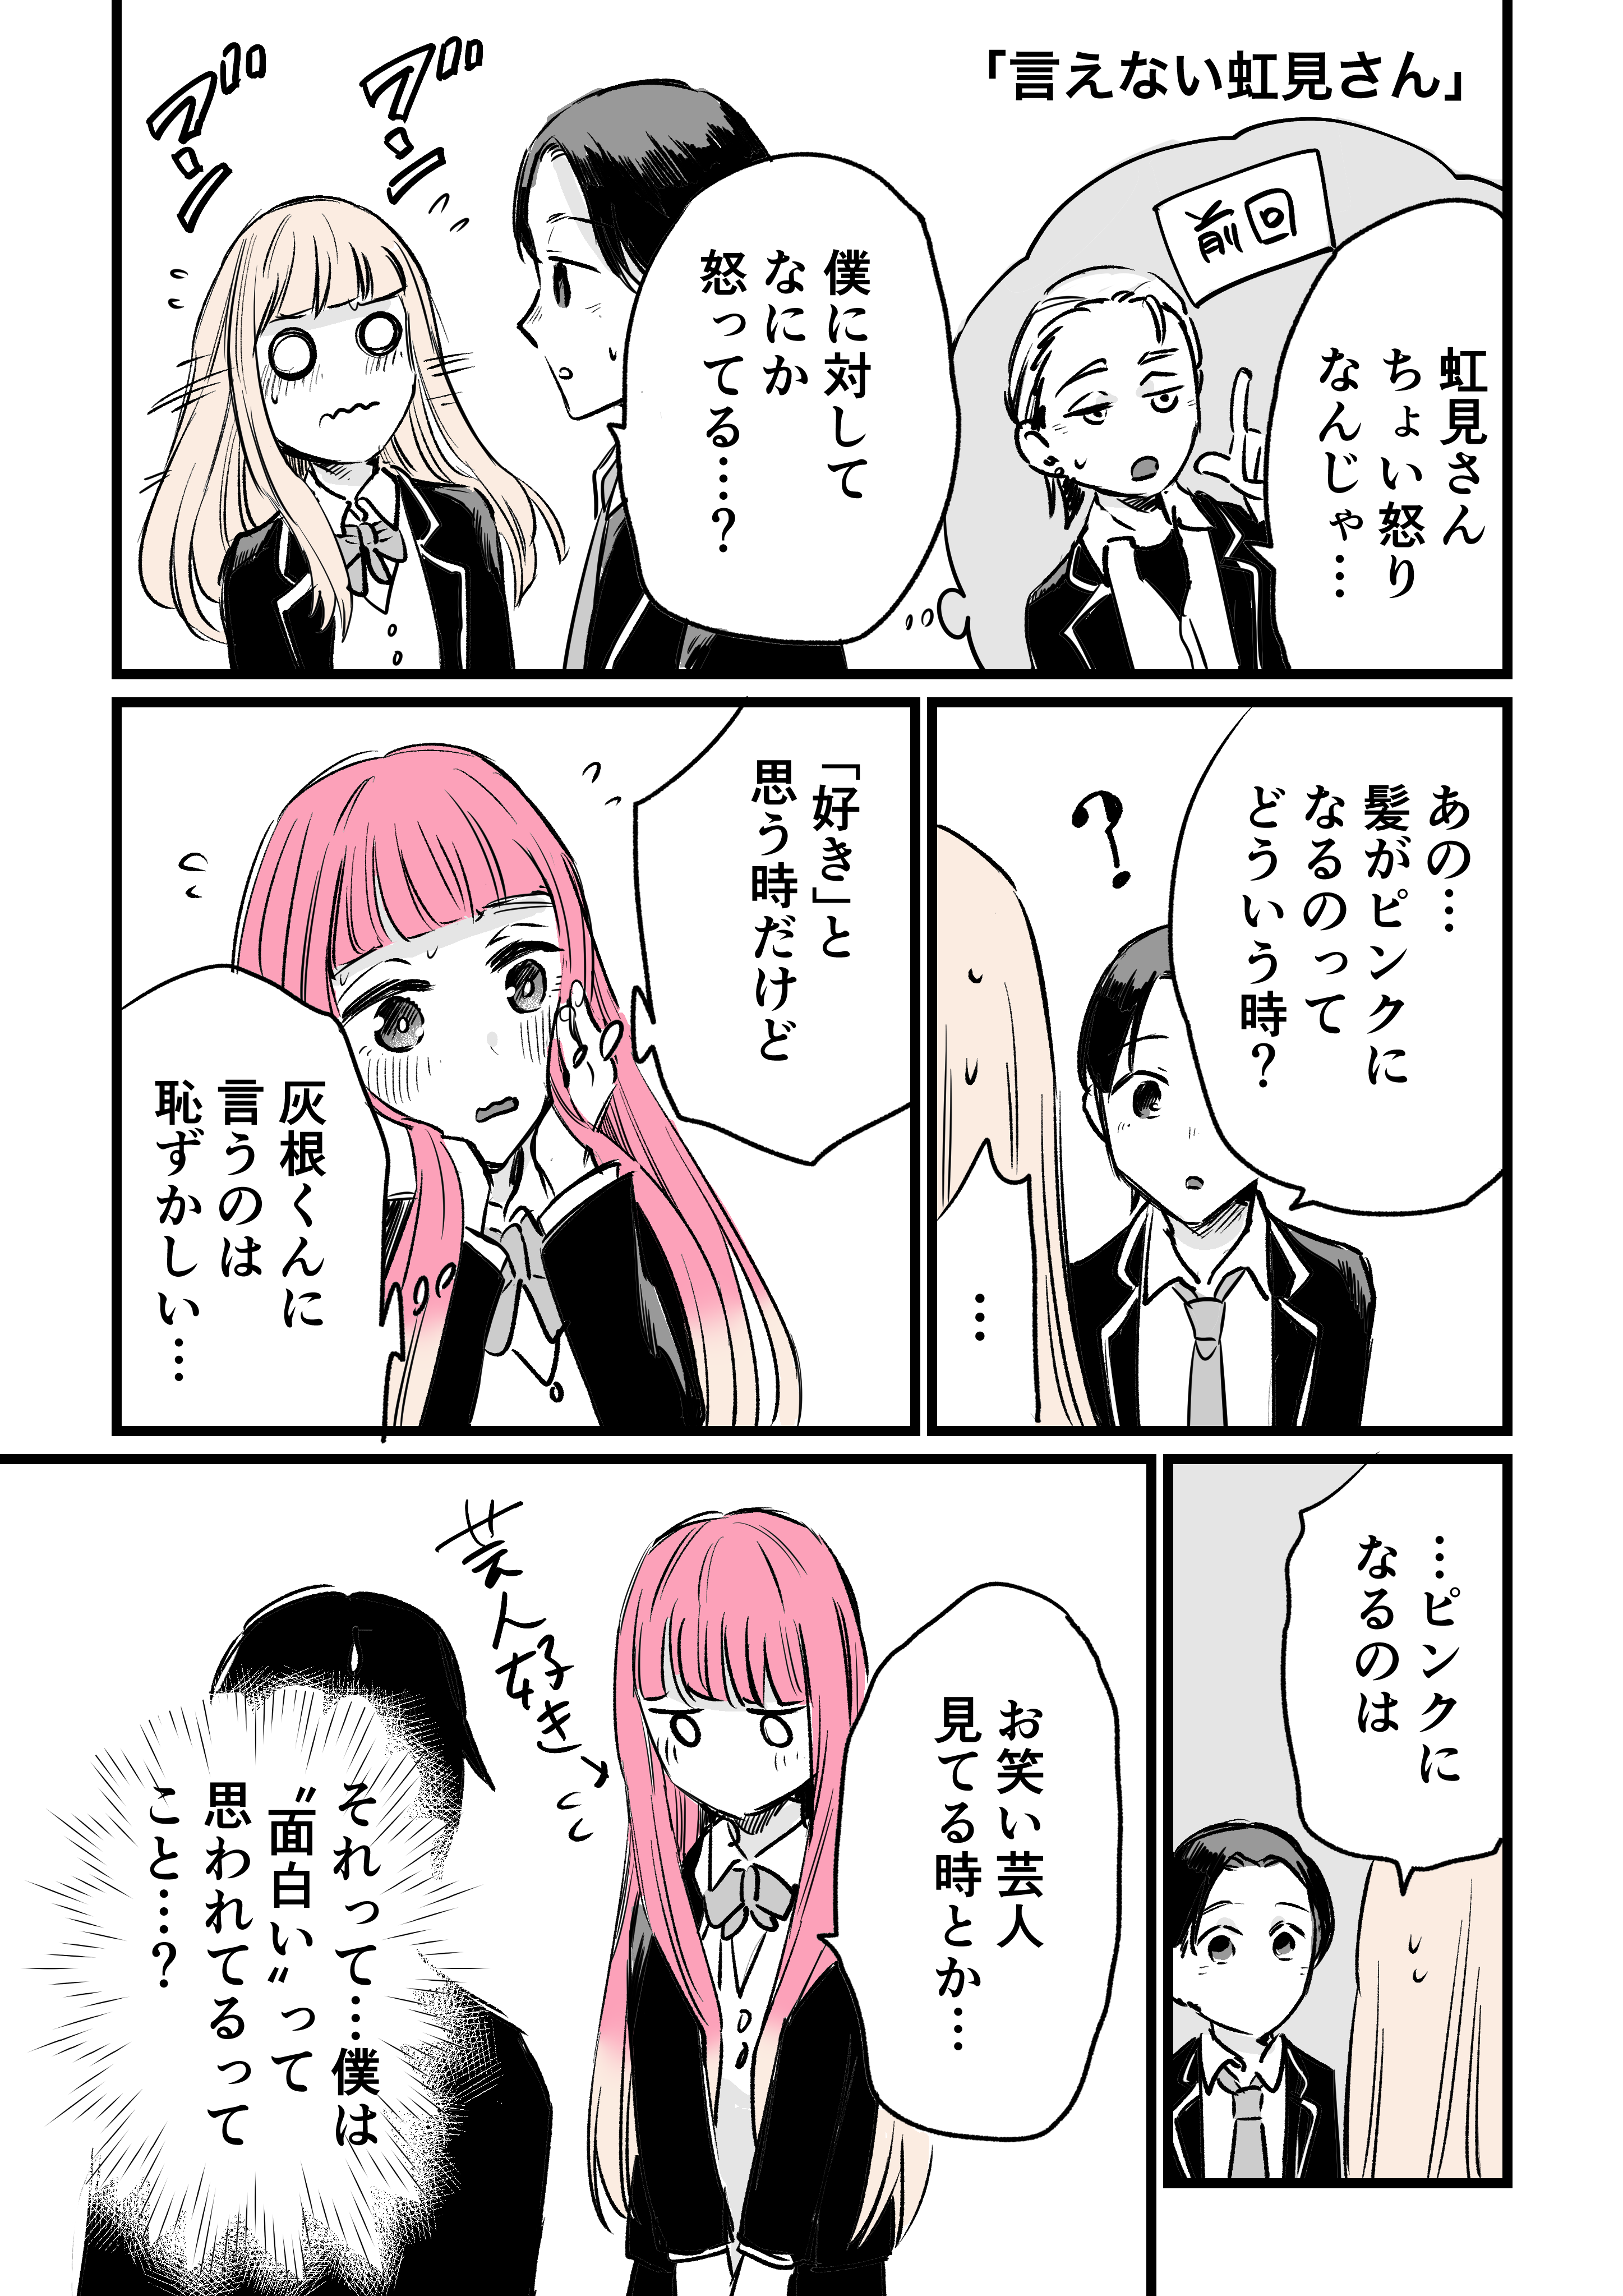 「言えない虹見さん」
前回
虹見さん
ちょい怒り
なんじゃ…
僕に対して
なにか
怒ってる…？
ブン
ブン
あの…
髪がピンクに
なるのって
どういう時？
？
…
「好き」と
思う時だけど
灰根くんに
言うのは
恥ずかしい…
…ピンクに
なるのは
お笑い芸人
見てる時とか…
芸人好き→
それって…僕は
〝面白い〟って
思われてるって
こと……？